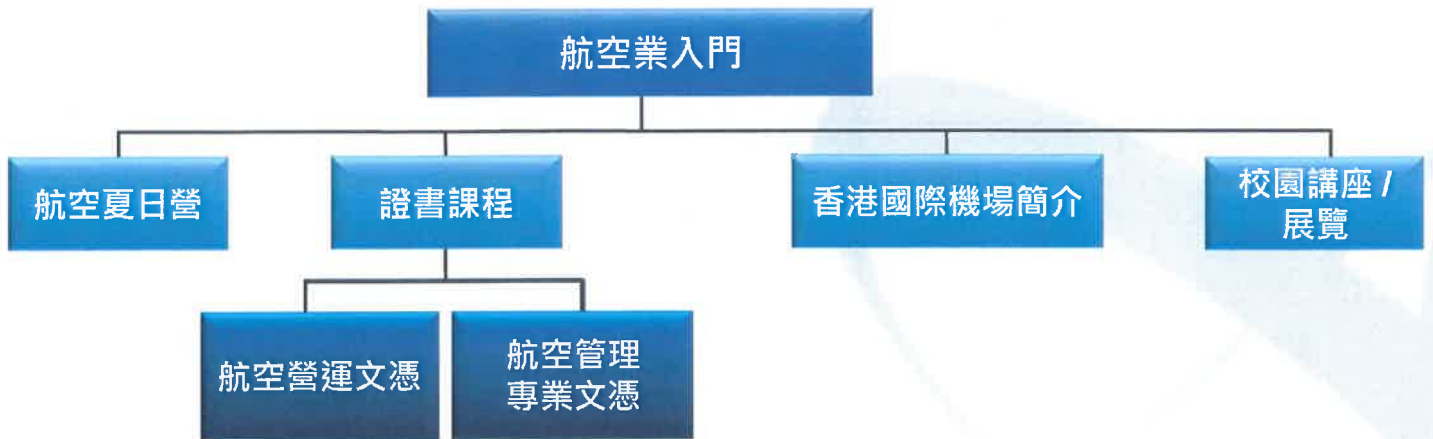 航空業入門
航空夏日營
證書課程
香港國際機場簡介
校園講座 /
展覽
航空營運文憑
航空管理
專業文憑